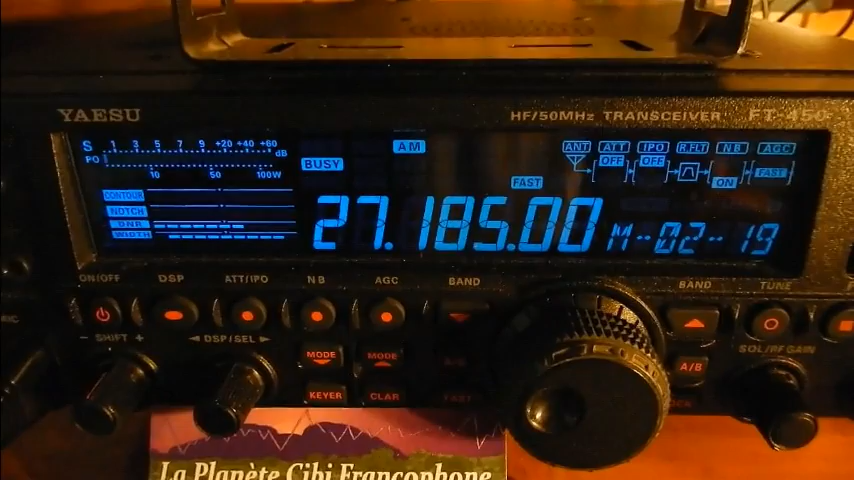 YAESU
HF/50MHz TRANSCEIVER FT-450
S 1 3 5 7 9 +20 +40 +60 dB
PO 10 50 100W
BUSY
AM
FAST
ANT ATT IPO R.FLT NB AGC
OFF OFF ON FAST
CONTOUR
NOTCH
DNR
WIDTH
27.185.00 M-02-19
ON/OFF DSP ATT/IPO NB AGC BAND BAND TUNE
- SHIFT + DSP/SEL SQL/RF GAIN
MODE MODE A/B
KEYER CLAR FAST
La Planète Cibi Francophone